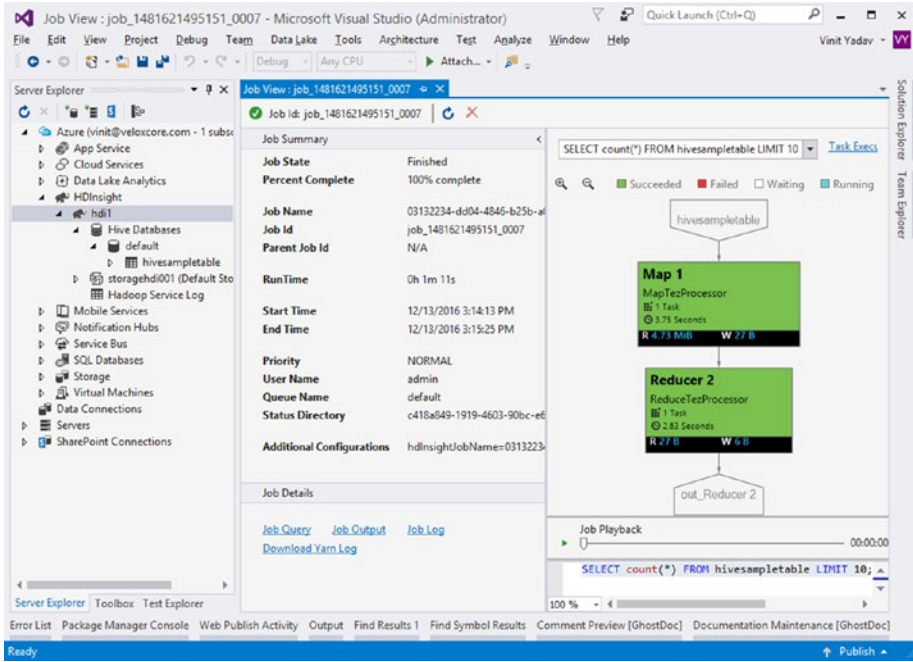 Job View : job_1481621495151_0007 - Microsoft Visual Studio (Administrator)
Quick Launch (Ctrl+Q)
File Edit View Project Debug Team Data Lake Tools Architecture Test Analyze Window Help
Vinit Yadav VY
Debug Any CPU Attach...
Server Explorer
Azure (vinit@veloxcore.com - 1 subsc
App Service
Cloud Services
Data Lake Analytics
HDInsight
hdi1
Hive Databases
default
hivesampletable
storagehdi001 (Default Sto
Hadoop Service Log
Mobile Services
Notification Hubs
Service Bus
SQL Databases
Storage
Virtual Machines
Data Connections
Servers
SharePoint Connections
Server Explorer Toolbox Test Explorer
Job View : job_1481621495151_0007
Job Id: job_1481621495151_0007
Job Summary
Job State Finished
Percent Complete 100% complete
Job Name 03132234-dd04-4846-b25b-a
Job Id job_1481621495151_0007
Parent Job Id N/A
RunTime 0h 1m 11s
Start Time 12/13/2016 3:14:13 PM
End Time 12/13/2016 3:15:25 PM
Priority NORMAL
User Name admin
Queue Name default
Status Directory c418a849-1919-4603-90bc-e6
Additional Configurations hdInsightJobName=0313223
Job Details
Job Query Job Output Job Log
Download Yarn Log
SELECT count(*) FROM hivesampletable LIMIT 10
Task Execu
Succeeded Failed Waiting Running
hivesampletable
Map 1
MapTezProcessor
1 Task
3.75 Seconds
R 4.73 MiB W 27 B
Reducer 2
ReduceTezProcessor
1 Task
2.63 Seconds
R 27 B W 6 B
out_Reducer 2
Job Playback
00:00:00
SELECT count(*) FROM hivesampletable LIMIT 10;
100 %
Solution Explorer
Team Explorer
Error List Package Manager Console Web Publish Activity Output Find Results 1 Find Symbol Results Comment Preview [GhostDoc] Documentation Maintenance [GhostDoc]
Ready
Publish